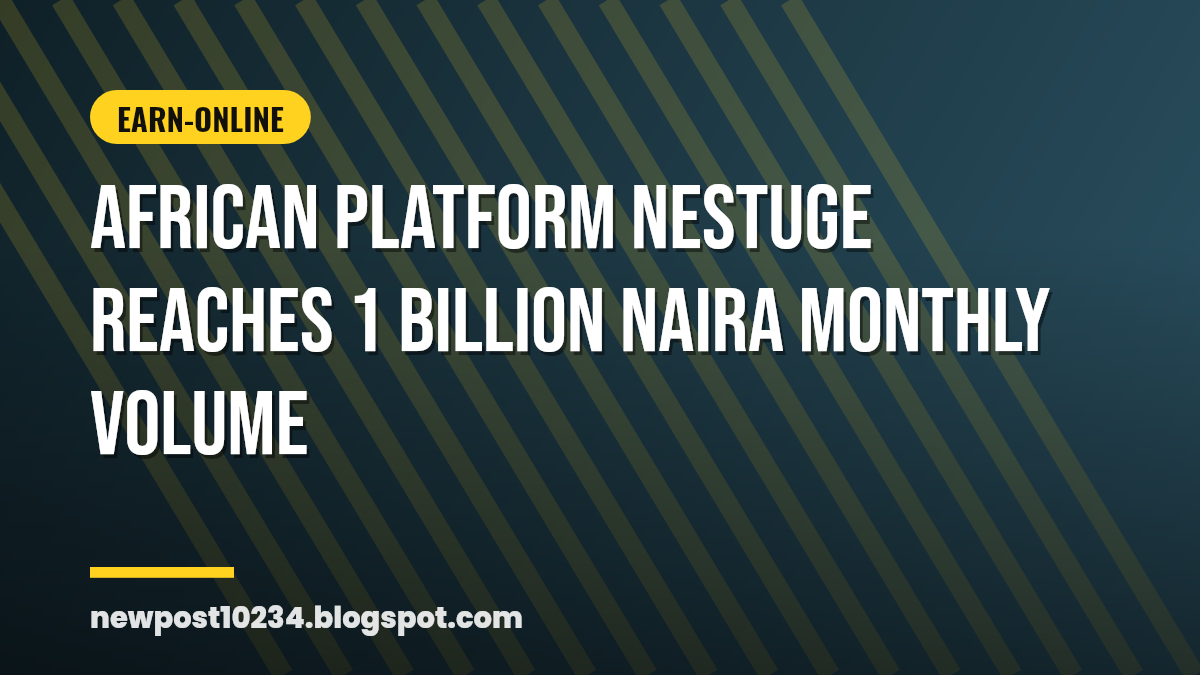 EARN-ONLINE
AFRICAN PLATFORM NESTUGE
REACHES 1 BILLION NAIRA MONTHLY
VOLUME
newpost10234.blogspot.com